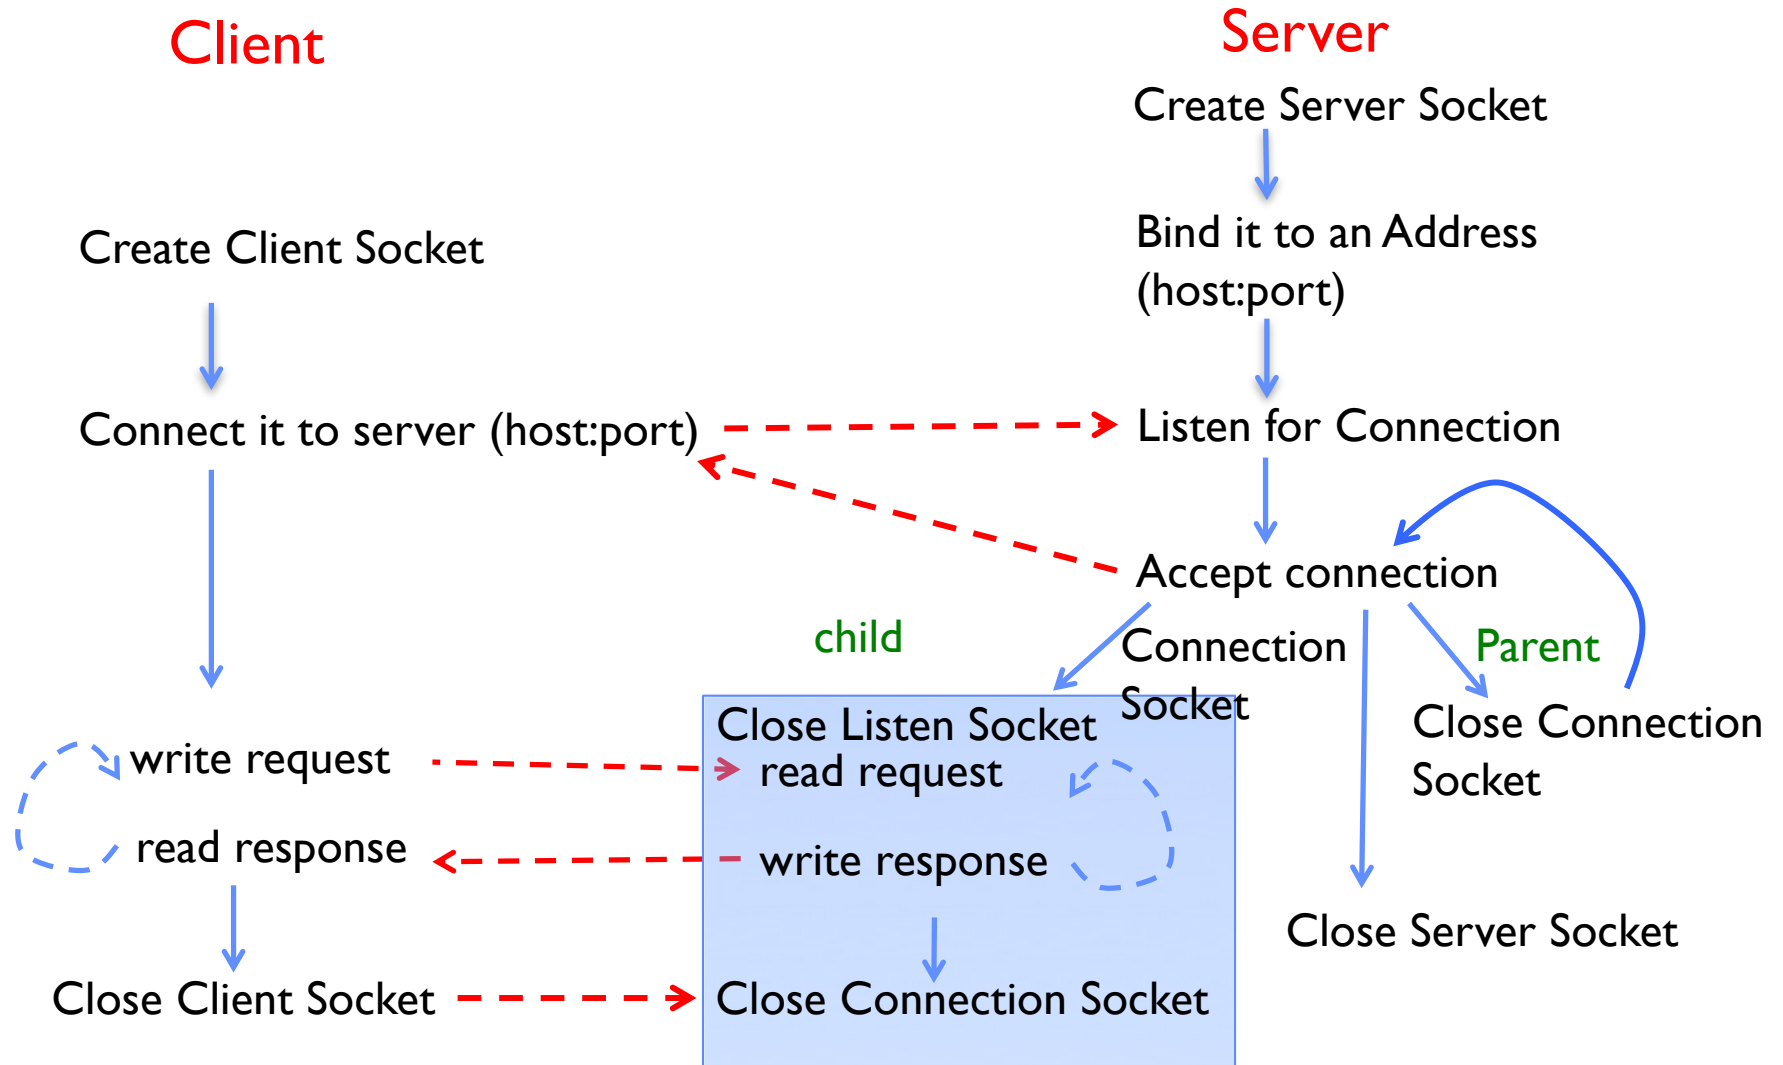 Client
Server
Create Server Socket
Create Client Socket
Bind it to an Address
(host:port)
Connect it to server (host:port)
Listen for Connection
Accept connection
child
Connection
Socket
Parent
Close Listen Socket
Close Connection
Socket
write request
read request
read response
write response
Close Server Socket
Close Client Socket
Close Connection Socket